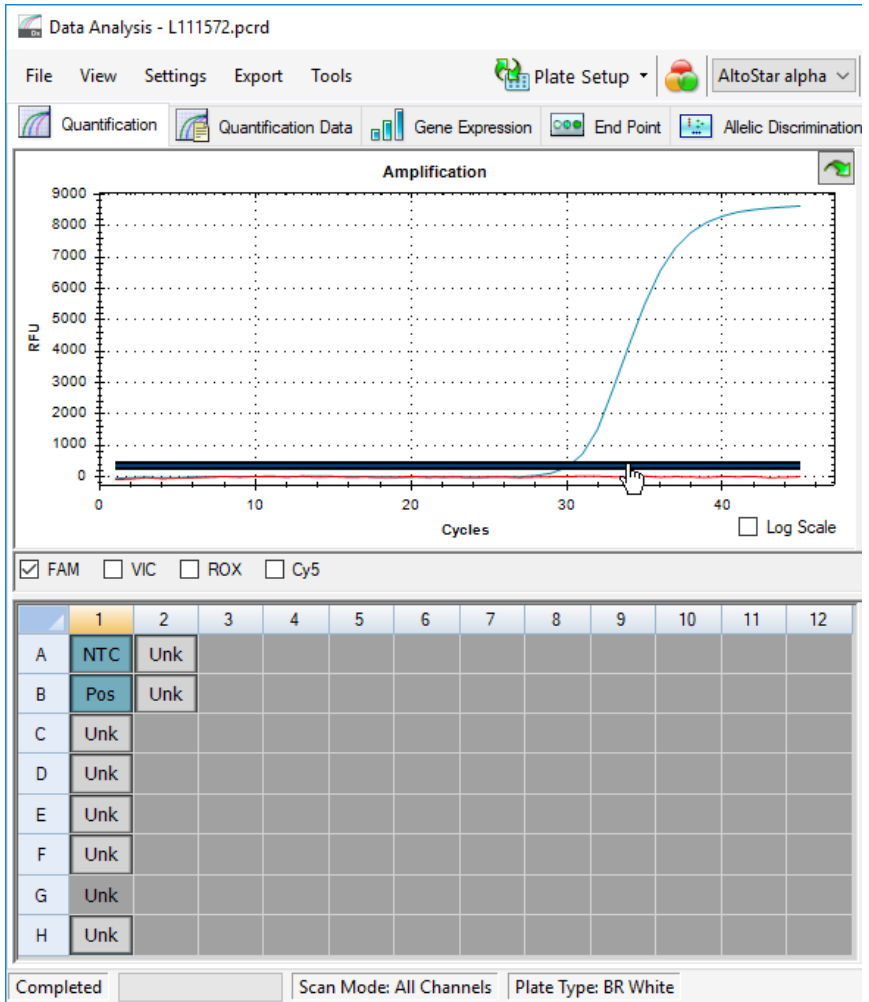 Data Analysis - L111572.pcrd
File View Settings Export Tools Plate Setup AltoStar alpha
Quantification Quantification Data Gene Expression End Point Allelic Discrimination
Amplification
9000
8000
7000
6000
5000
4000
3000
2000
1000
0
RFU
0 10 20 30 40
Cycles
Log Scale
FAM VIC ROX Cy5
1 2 3 4 5 6 7 8 9 10 11 12
A NTC Unk
B Pos Unk
C Unk
D Unk
E Unk
F Unk
G Unk
H Unk
Completed Scan Mode: All Channels Plate Type: BR White